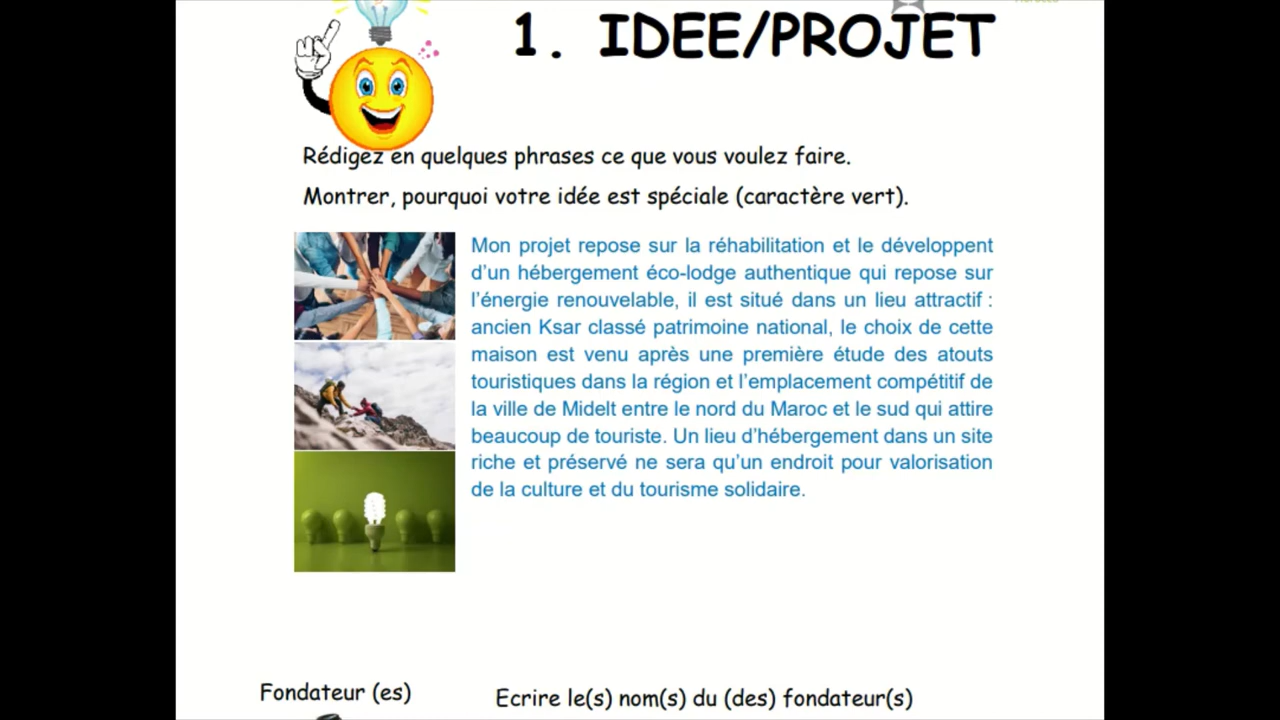 1. IDEE/PROJET
Rédigez en quelques phrases ce que vous voulez faire.
Montrer, pourquoi votre idée est spéciale (caractère vert).
Mon projet repose sur la réhabilitation et le développent
d'un hébergement éco-lodge authentique qui repose sur
l'énergie renouvelable, il est situé dans un lieu attractif :
ancien Ksar classé patrimoine national, le choix de cette
maison est venu après une première étude des atouts
touristiques dans la région et l'emplacement compétitif de
la ville de Midelt entre le nord du Maroc et le sud qui attire
beaucoup de touriste. Un lieu d'hébergement dans un site
riche et préservé ne sera qu'un endroit pour valorisation
de la culture et du tourisme solidaire.
Fondateur (es)
Ecrire le(s) nom(s) du (des) fondateur(s)